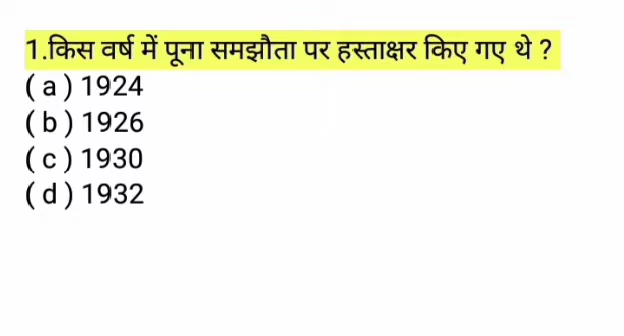 1.किस वर्ष में पूना समझौता पर हस्ताक्षर किए गए थे ?
( a ) 1924
( b ) 1926
( c ) 1930
( d ) 1932